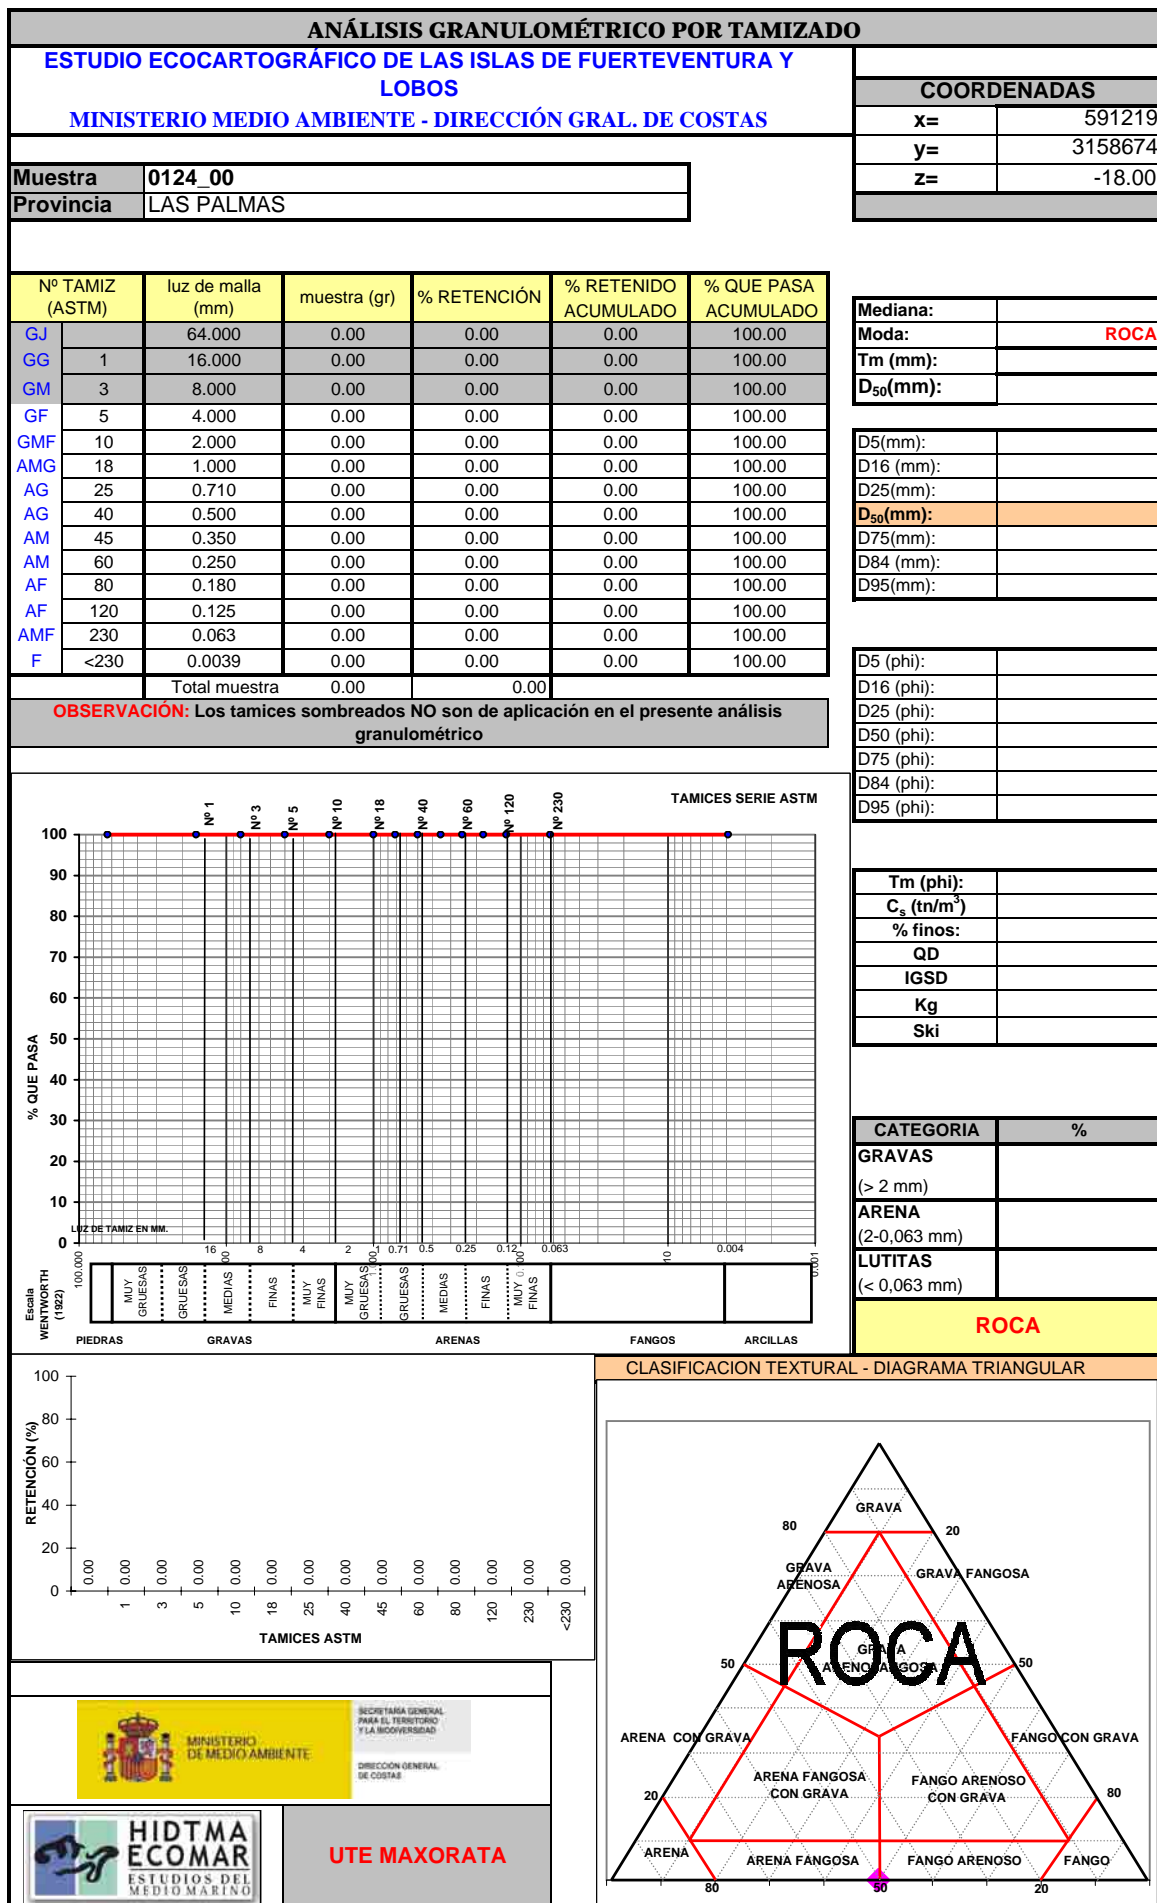 ANÁLISIS GRANULOMÉTRICO POR TAMIZADO
ESTUDIO ECOCARTOGRÁFICO DE LAS ISLAS DE FUERTEVENTURA Y
LOBOS
MINISTERIO MEDIO AMBIENTE - DIRECCIÓN GRAL. DE COSTAS
COORDENADAS
x= 591219
y= 3158674
z= -18.00
Muestra 0124_00
Provincia LAS PALMAS
Nº TAMIZ (ASTM) luz de malla (mm) muestra (gr) % RETENCIÓN % RETENIDO ACUMULADO % QUE PASA ACUMULADO
GJ 64.000 0.00 0.00 0.00 100.00
GG 1 16.000 0.00 0.00 0.00 100.00
GM 3 8.000 0.00 0.00 0.00 100.00
GF 5 4.000 0.00 0.00 0.00 100.00
GMF 10 2.000 0.00 0.00 0.00 100.00
AMG 18 1.000 0.00 0.00 0.00 100.00
AG 25 0.710 0.00 0.00 0.00 100.00
AG 40 0.500 0.00 0.00 0.00 100.00
AM 45 0.350 0.00 0.00 0.00 100.00
AM 60 0.250 0.00 0.00 0.00 100.00
AF 80 0.180 0.00 0.00 0.00 100.00
AF 120 0.125 0.00 0.00 0.00 100.00
AMF 230 0.063 0.00 0.00 0.00 100.00
F <230 0.0039 0.00 0.00 0.00 100.00
Total muestra 0.00 0.00
OBSERVACIÓN: Los tamices sombreados NO son de aplicación en el presente análisis
granulométrico
Mediana:
Moda: ROCA
Tm (mm):
D50(mm):
D5(mm):
D16 (mm):
D25(mm):
D50(mm):
D75(mm):
D84 (mm):
D95(mm):
D5 (phi):
D16 (phi):
D25 (phi):
D50 (phi):
D75 (phi):
D84 (phi):
D95 (phi):
Tm (phi):
Cs (tn/m3)
% finos:
QD
IGSD
Kg
Ski
CATEGORIA %
GRAVAS
(> 2 mm)
ARENA
(2-0,063 mm)
LUTITAS
(< 0,063 mm)
ROCA
TAMICES SERIE ASTM
Nº 1 Nº 3 Nº 5 Nº 10 Nº 18 Nº 40 Nº 60 Nº 120 Nº 230
% QUE PASA
100
90
80
70
60
50
40
30
20
10
0
LUZ DE TAMIZ EN MM.
16 8 4 2 1 0.71 0.5 0.25 0.12 0.063 0.004
100.000 10 0.001
Escala WENTWORTH (1922)
MUY GRUESAS GRUESAS MEDIAS FINAS MUY FINAS MUY GRUESAS GRUESAS MEDIAS FINAS MUY FINAS
PIEDRAS GRAVAS ARENAS FANGOS ARCILLAS
RETENCIÓN (%)
100
80
60
40
20
0
0.00 0.00 0.00 0.00 0.00 0.00 0.00 0.00 0.00 0.00 0.00 0.00 0.00
1 3 5 10 18 25 40 45 60 80 120 230 <230
TAMICES ASTM
CLASIFICACION TEXTURAL - DIAGRAMA TRIANGULAR
GRAVA
80 20
GRAVA ARENOSA
GRAVA FANGOSA
ROCA
GRAVA
50 50
ARENA CON GRAVA
FANGO CON GRAVA
ARENA FANGOSA CON GRAVA
FANGO ARENOSO CON GRAVA
20 80
ARENA ARENA FANGOSA FANGO ARENOSO FANGO
80 50 20
MINISTERIO
DE MEDIO AMBIENTE
SECRETARÍA GENERAL
PARA EL TERRITORIO
Y LA BIODIVERSIDAD
DIRECCIÓN GENERAL
DE COSTAS
HIDTMA
ECOMAR
ESTUDIOS DEL
MEDIO MARINO
UTE MAXORATA